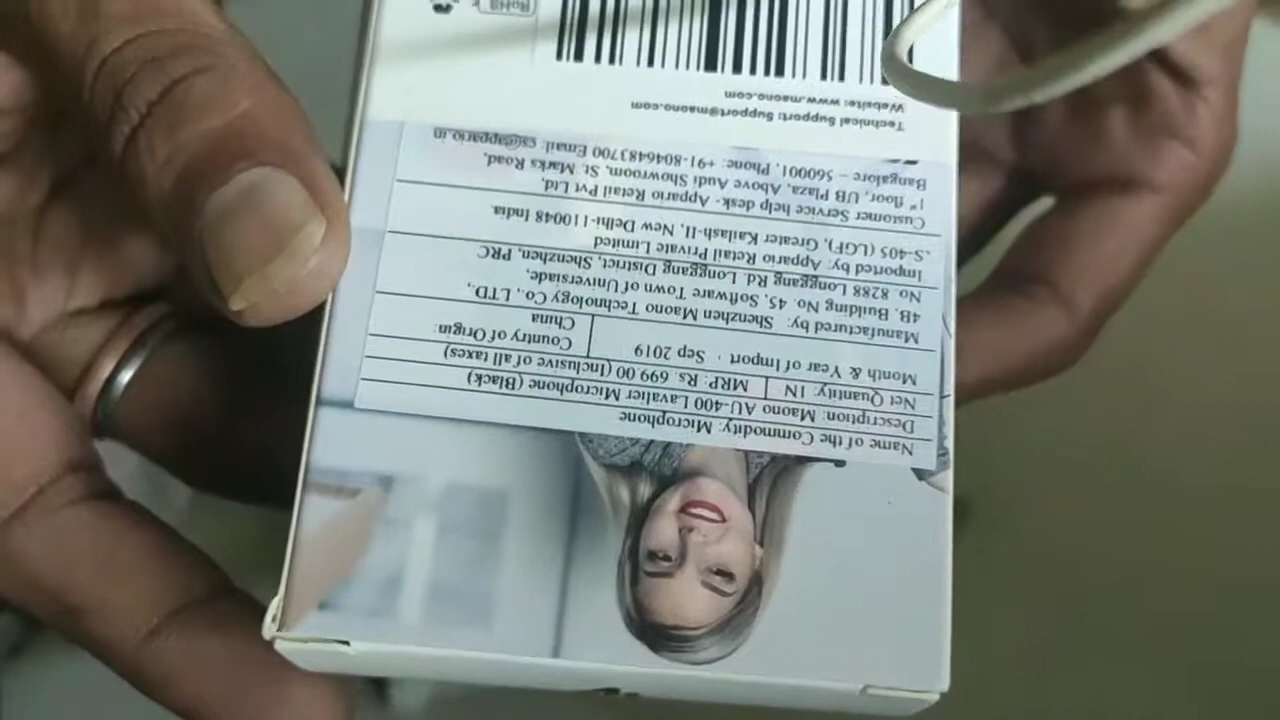 Name of the Commodity: Microphone
Description: Maono AU-400 Lavalier Microphone (Black)
Net Quantity: 1N MRP: Rs. 699.00 (Inclusive of all taxes)
Month & Year of Import : Sep 2019 Country of Origin: China
Manufactured by: Shenzhen Maono Technology Co., LTD.,
4B, Building No. 45, Software Town of Universiade,
No. 8288 Longgang Rd. Longgang District, Shenzhen, PRC
Imported by: Appario Retail Private Limited
S-405 (LGF), Greater Kailash-II, New Delhi-110048 India.
Customer Service help desk- Appario Retail Pvt Ltd,
1st floor, UB Plaza, Above Audi Showroom, St. Marks Road,
Bangalore – 560001, Phone: +91-8046483700 Email: cs@appario.in
Technical Support: Support@maono.com
Website: www.maono.com
RoHS